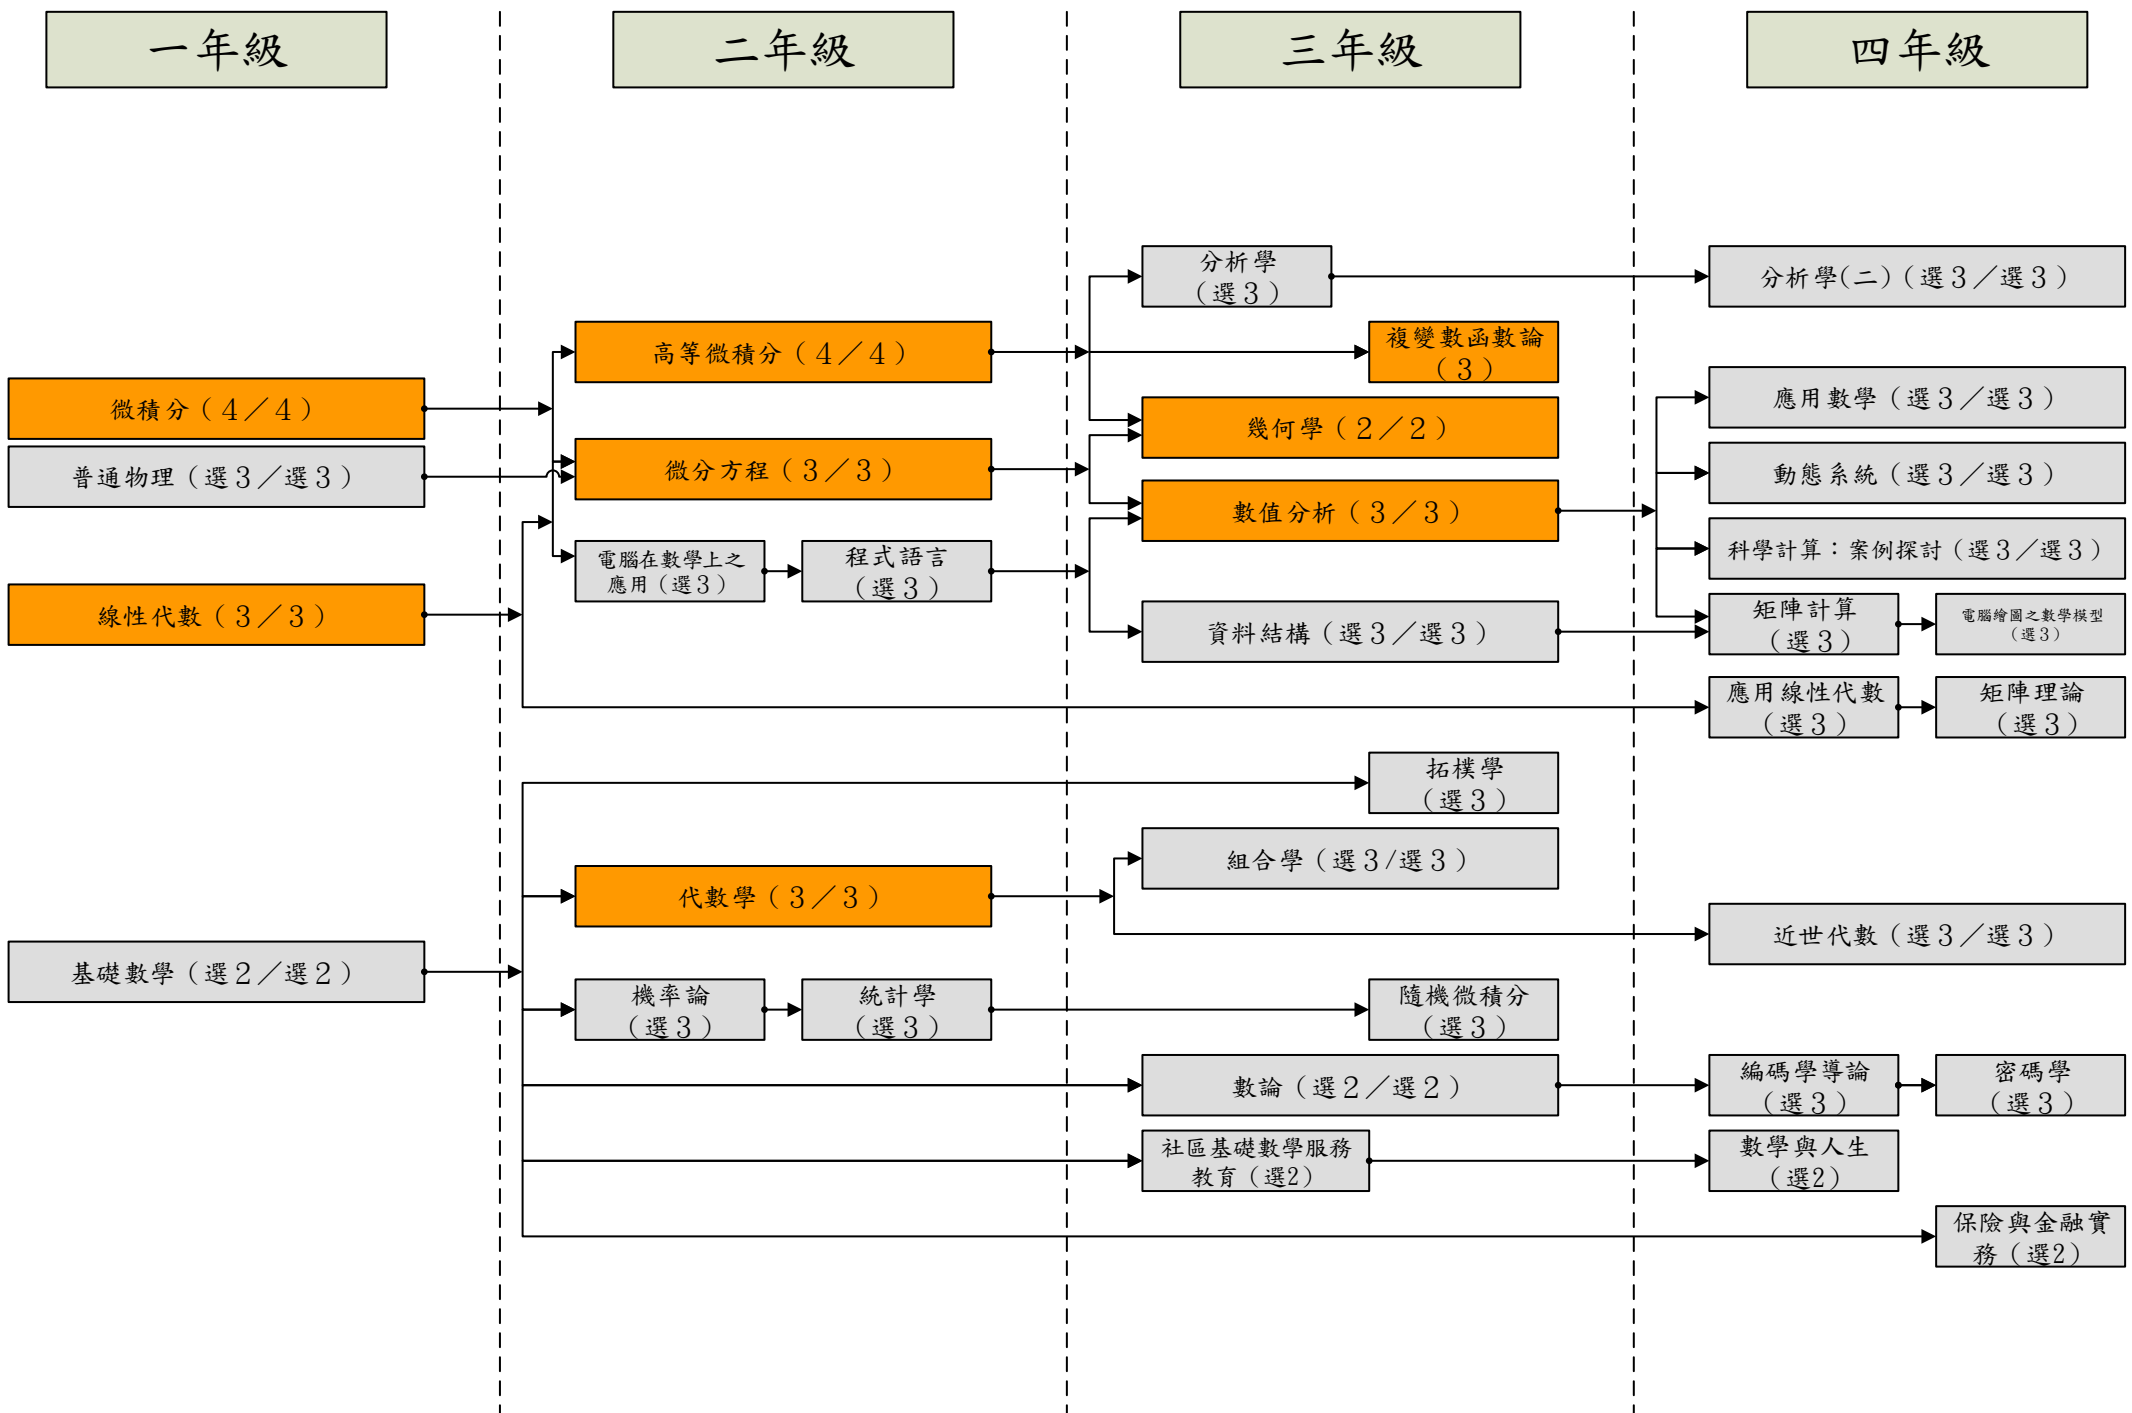 一年級
二年級
三年級
四年級
微積分（４／４）
普通物理（選３／選３）
線性代數（３／３）
基礎數學（選２／選２）
高等微積分（４／４）
微分方程（３／３）
電腦在數學上之
應用（選３）
程式語言
（選３）
代數學（３／３）
機率論
（選３）
統計學
（選３）
分析學
（選３）
複變數函數論
（３）
幾何學（２／２）
數值分析（３／３）
資料結構（選３／選３）
拓樸學
（選３）
組合學（選３/選３）
隨機微積分
（選３）
數論（選２／選２）
社區基礎數學服務
教育（選2）
分析學(二)（選３／選３）
應用數學（選３／選３）
動態系統（選３／選３）
科學計算：案例探討（選３／選３）
矩陣計算
（選３）
電腦繪圖之數學模型
（選３）
應用線性代數
（選３）
矩陣理論
（選３）
近世代數（選３／選３）
編碼學導論
（選３）
密碼學
（選３）
數學與人生
（選2）
保險與金融實
務（選2）